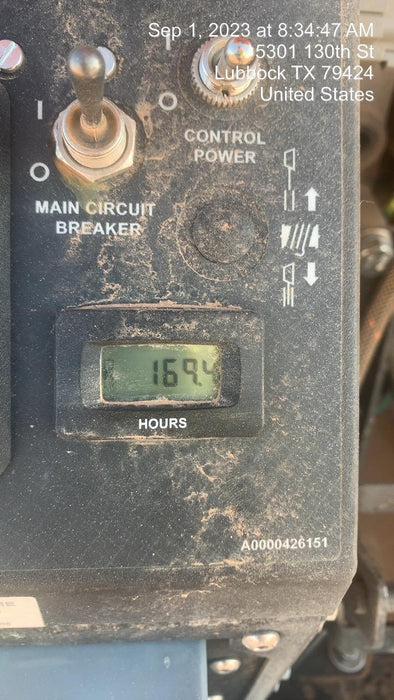 Sep 1, 2023 at 8:34:47 AM
5301 130th St
Lubbock TX 79424
United States
I
I
O
CONTROL
POWER
O
MAIN CIRCUIT
BREAKER
169.4
HOURS
A0000426151